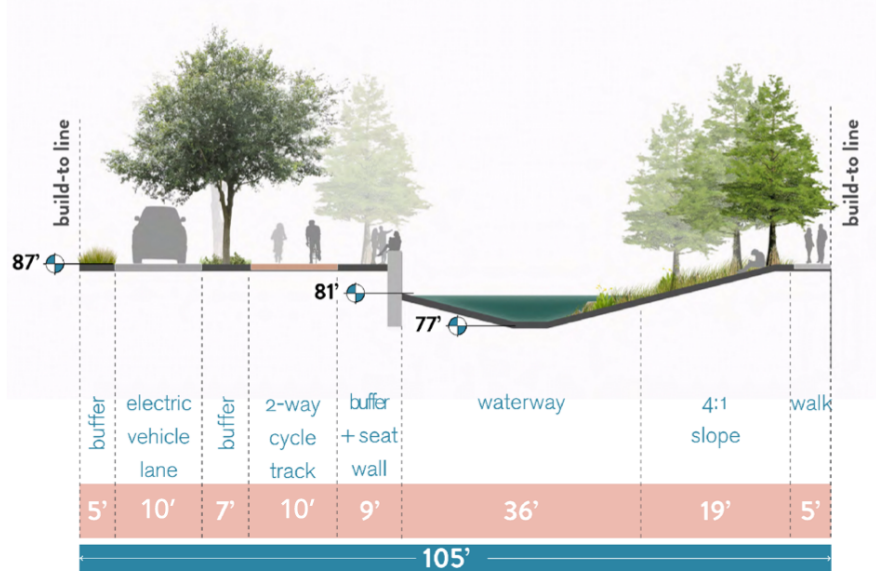 build-to line
build-to line
87'
81'
77'
buffer
electric
vehicle
lane
buffer
2-way
cycle
track
buffer
+ seat
wall
waterway
4:1
slope
walk
5' 10' 7' 10' 9' 36' 19' 5'
105'